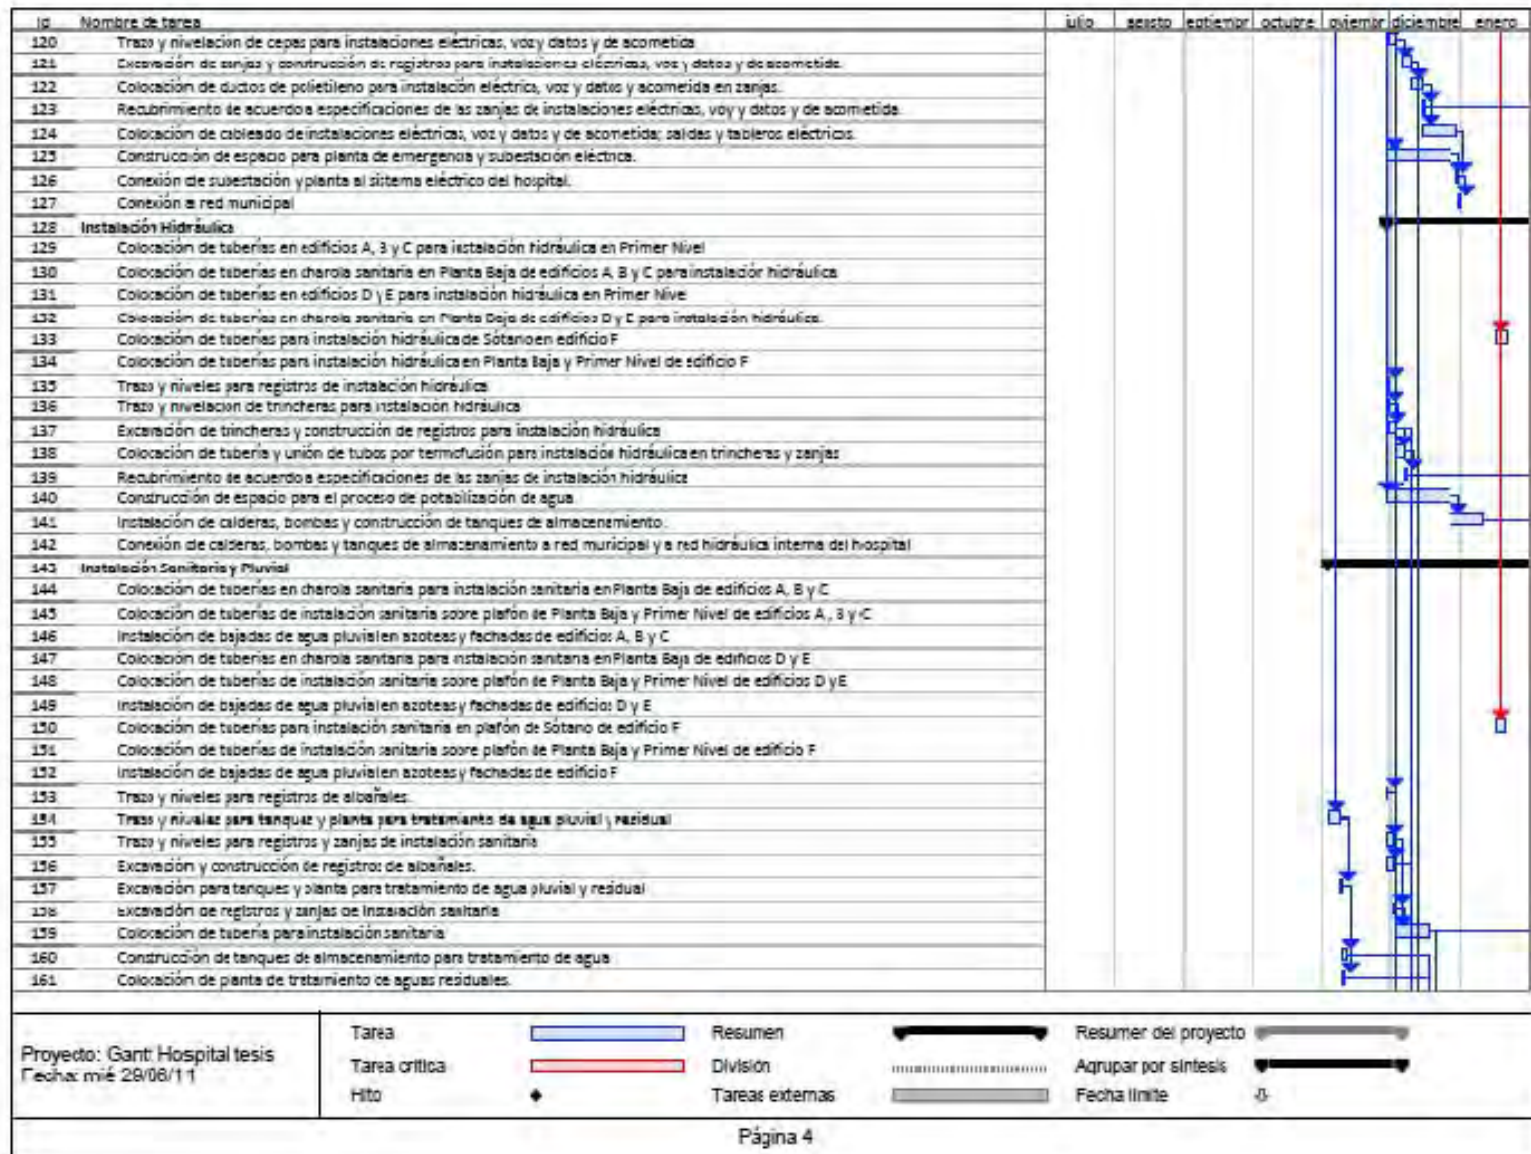 Id Nombre de tarea julio agosto eptiembr octubre oviembr diciembre enero
120 Trazo y nivelación de cepas para instalaciones eléctricas, voz y datos y de acometida
121 Excavación de zanjas y construcción de registros para instalaciones eléctricas, voz y datos y de acometida.
122 Colocación de ductos de polietileno para instalación eléctrica, voz y datos y acometida en zanjas.
123 Recubrimiento de acuerdo a especificaciones de las zanjas de instalaciones eléctricas, voy y datos y de acometida.
124 Colocación de cableado de instalaciones eléctricas, voz y datos y de acometida; salidas y tableros eléctricos.
125 Construcción de espacio para planta de emergencia y subestación eléctrica.
126 Conexión de subestación y planta al sistema eléctrico del hospital.
127 Conexión a red municipal
128 Instalación Hidráulica
129 Colocación de tuberías en edificios A, B y C para instalación hidráulica en Primer Nivel
130 Colocación de tuberías en charola sanitaria en Planta Baja de edificios A, B y C para instalación hidráulica
131 Colocación de tuberías en edificios D y E para instalación hidráulica en Primer Nivel
132 Colocación de tuberías en charola sanitaria en Planta Baja de edificios D y E para instalación hidráulica.
133 Colocación de tuberías para instalación hidráulica de Sótano en edificio F
134 Colocación de tuberías para instalación hidráulica en Planta Baja y Primer Nivel de edificio F
135 Trazo y niveles para registros de instalación hidráulica
136 Trazo y nivelación de trincheras para instalación hidráulica
137 Excavación de trincheras y construcción de registros para instalación hidráulica
138 Colocación de tubería y unión de tubos por termofusión para instalación hidráulica en trincheras y zanjas
139 Recubrimiento de acuerdo a especificaciones de las zanjas de instalación hidráulica
140 Construcción de espacio para el proceso de potabilización de agua
141 Instalación de calderas, bombas y construcción de tanques de almacenamiento.
142 Conexión de calderas, bombas y tanques de almacenamiento a red municipal y a red hidráulica interna del hospital
143 Instalación Sanitaria y Pluvial
144 Colocación de tuberías en charola sanitaria para instalación sanitaria en Planta Baja de edificios A, B y C
145 Colocación de tuberías de instalación sanitaria sobre plafón de Planta Baja y Primer Nivel de edificios A, B y C
146 Instalación de bajadas de agua pluvial en azoteas y fachadas de edificios A, B y C
147 Colocación de tuberías en charola sanitaria para instalación sanitaria en Planta Baja de edificios D y E
148 Colocación de tuberías de instalación sanitaria sobre plafón de Planta Baja y Primer Nivel de edificios D y E
149 Instalación de bajadas de agua pluvial en azoteas y fachadas de edificios D y E
150 Colocación de tuberías para instalación sanitaria en plafón de Sótano de edificio F
151 Colocación de tuberías de instalación sanitaria sobre plafón de Planta Baja y Primer Nivel de edificio F
152 Instalación de bajadas de agua pluvial en azoteas y fachadas de edificio F
153 Trazo y niveles para registros de albañales.
154 Trazo y niveles para tanques y planta para tratamiento de agua pluvial y residual
155 Trazo y niveles para registros y zanjas de instalación sanitaria
156 Excavación y construcción de registros de albañales.
157 Excavación para tanques y planta para tratamiento de agua pluvial y residual
158 Excavación de registros y zanjas de instalación sanitaria
159 Colocación de tubería para instalación sanitaria
160 Construcción de tanques de almacenamiento para tratamiento de agua
161 Colocación de planta de tratamiento de aguas residuales.
Proyecto: Gantt Hospital tesis
Fecha: mié 29/06/11
Tarea Resumen Resumen del proyecto
Tarea crítica División Agrupar por síntesis
Hito Tareas externas Fecha límite
Página 4